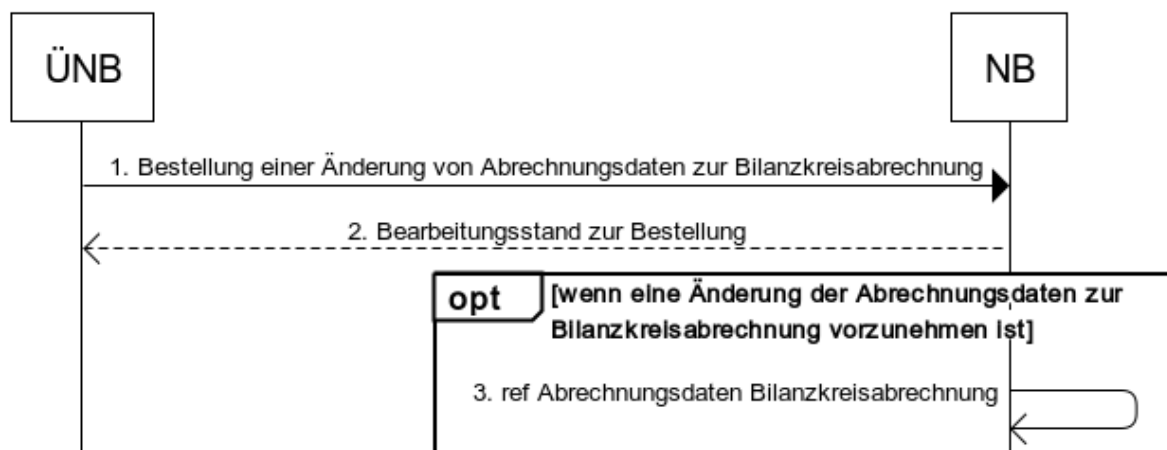 ÜNB
NB
1. Bestellung einer Änderung von Abrechnungsdaten zur Bilanzkreisabrechnung
2. Bearbeitungsstand zur Bestellung
opt
[wenn eine Änderung der Abrechnungsdaten zur
Bilanzkreisabrechnung vorzunehmen ist]
3. ref Abrechnungsdaten Bilanzkreisabrechnung